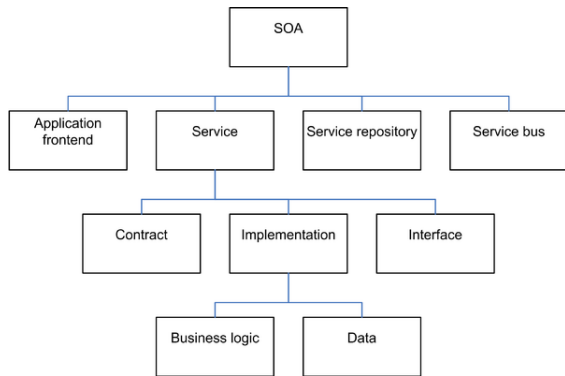 SOA
Application
frontend
Service
Service repository
Service bus
Contract
Implementation
Interface
Business logic
Data